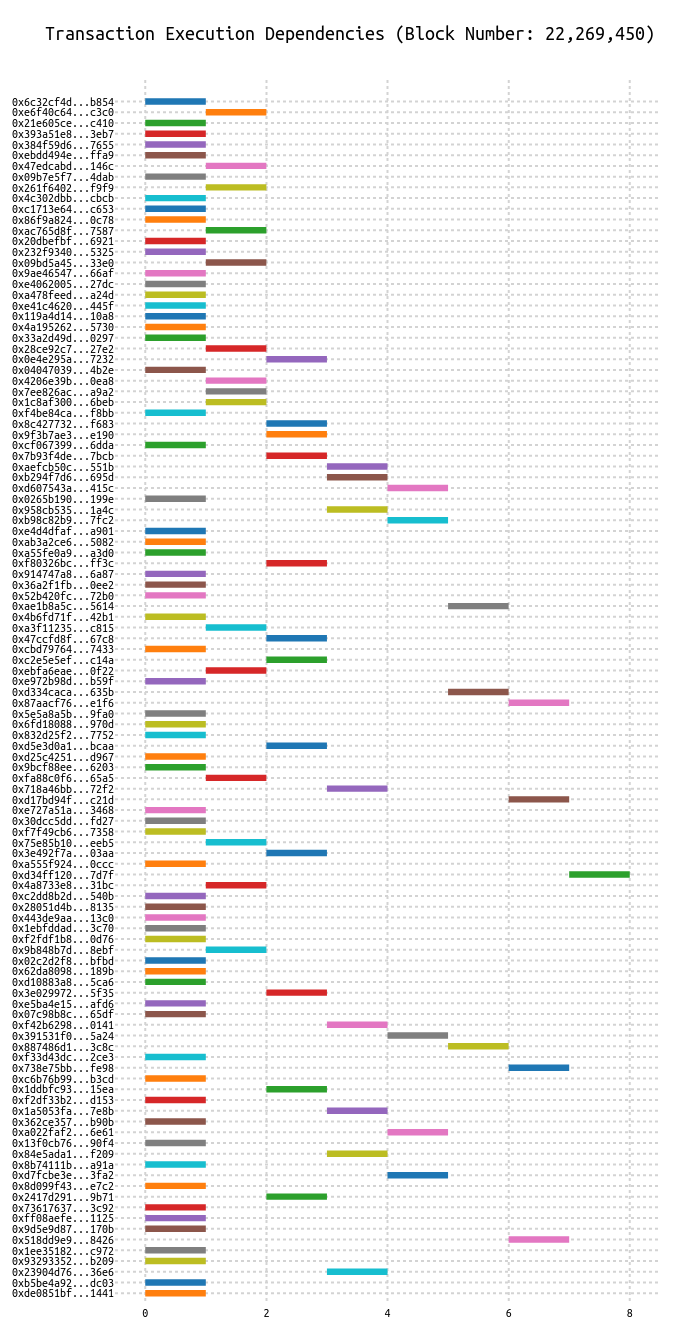 Transaction Execution Dependencies (Block Number: 22,269,450)
0x6c32cf4d...b854
0xe6f40c64...c3c0
0x21e605ce...c410
0x393a51e8...3eb7
0x384f59d6...7655
0xebdd494e...ffa9
0x47edcabd...146c
0x09b7e5f7...4dab
0x261f6402...f9f9
0x4c302dbb...cbcb
0xc1713e64...c653
0x86f9a824...0c78
0xac765d8f...7587
0x20dbefbf...6921
0x232f9340...5325
0x09bd5a45...33e0
0x9ae46547...66af
0xe4062005...27dc
0xa478feed...a24d
0xe41c4620...445f
0x119a4d14...10a8
0x4a195262...5730
0x33a2d49d...0297
0x28ce92c7...27e2
0x0e4e295a...7232
0x04047039...4b2e
0x4206e39b...0ea8
0x7ee826ac...a9a2
0x1c8af300...6beb
0xf4be84ca...f8bb
0x8c427732...f683
0x9f3b7ae3...e190
0xcf067399...6dda
0x7b93f4de...7bcb
0xaefcb50c...551b
0xb294f7d6...695d
0xd607543a...415c
0x0265b190...199e
0x958cb535...1a4c
0xb98c82b9...7fc2
0xe4d4dfaf...a901
0xab3a2ce6...5082
0xa55fe0a9...a3d0
0xf80326bc...ff3c
0x914747a8...6a87
0x36a2f1fb...0ee2
0x52b420fc...72b0
0xae1b8a5c...5614
0x4b6fd71f...42b1
0xa3f11235...c815
0x47ccfd8f...67c8
0xcbd79764...7433
0xc2e5e5ef...c14a
0xebfa6eae...0f22
0xe972b98d...b59f
0xd334caca...635b
0x87aacf76...e1f6
0x5e5a8a5b...9fa0
0x6fd18088...970d
0x832d25f2...7752
0xd5e3d0a1...bcaa
0xd25c4251...d967
0x9bcf88ee...6203
0xfa88c0f6...65a5
0x718a46bb...72f2
0xd17bd94f...c21d
0xe727a51a...3468
0x30dcc5dd...fd27
0xf7f49cb6...7358
0x75e85b10...eeb5
0x3e492f7a...03aa
0xa555f924...0ccc
0xd34ff120...7d7f
0x4a8733e8...31bc
0xc2dd8b2d...540b
0x28051d4b...8135
0x443de9aa...13c0
0x1ebfddad...3c70
0xf2fdf1b8...0d76
0x9b848b7d...8ebf
0x02c2d2f8...bfbd
0x62da8098...189b
0xd10883a8...5ca6
0x3e029972...5f35
0xe5ba4e15...afd6
0x07c98b8c...65df
0xf42b6298...0141
0x391531f0...5a24
0x887486d1...3c8c
0xf33d43dc...2ce3
0x738e75bb...fe98
0xc6b76b99...b3cd
0x1ddbfc93...15ea
0xf2df33b2...d153
0x1a5053fa...7e8b
0x362ce357...b90b
0xa022faf2...6e61
0x13f0cb76...90f4
0x84e5ada1...f209
0x8b74111b...a91a
0xd7fcbe3e...3fa2
0x8d099f43...e7c2
0x2417d291...9b71
0x73617637...3c92
0xff08aefe...1125
0x9d5e9d87...170b
0x518dd9e9...8426
0x1ee35182...c972
0x93293352...b209
0x23904d76...36e6
0xb5be4a92...dc03
0xde0851bf...1441
0 2 4 6 8